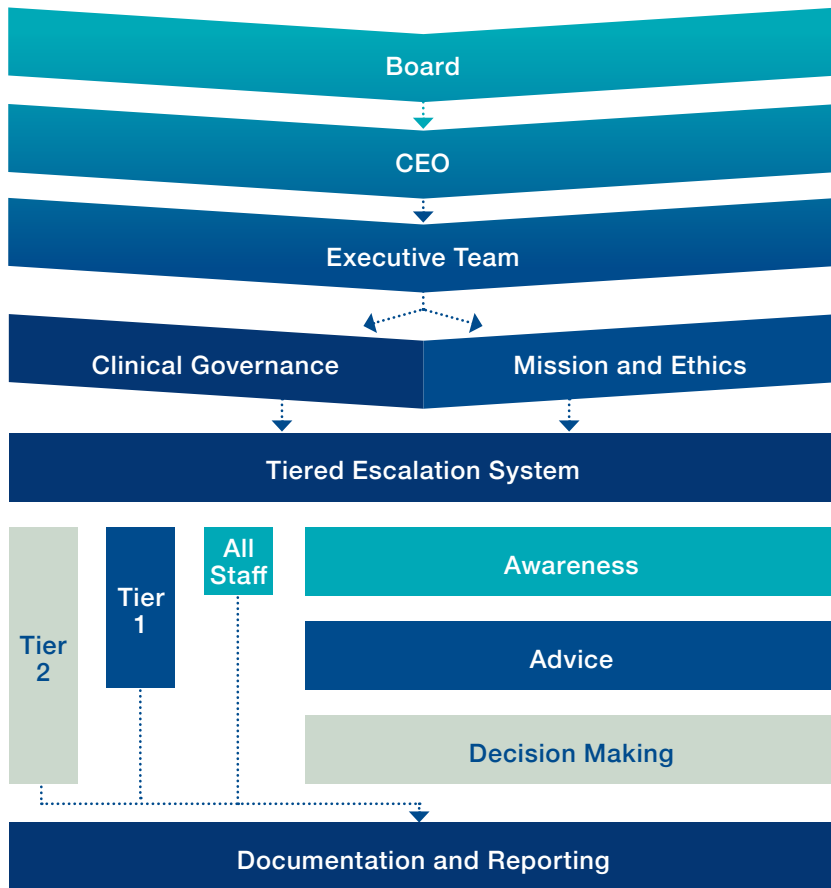 Board
CEO
Executive Team
Clinical Governance
Mission and Ethics
Tiered Escalation System
Tier
2
Tier
1
All
Staff
Awareness
Advice
Decision Making
Documentation and Reporting